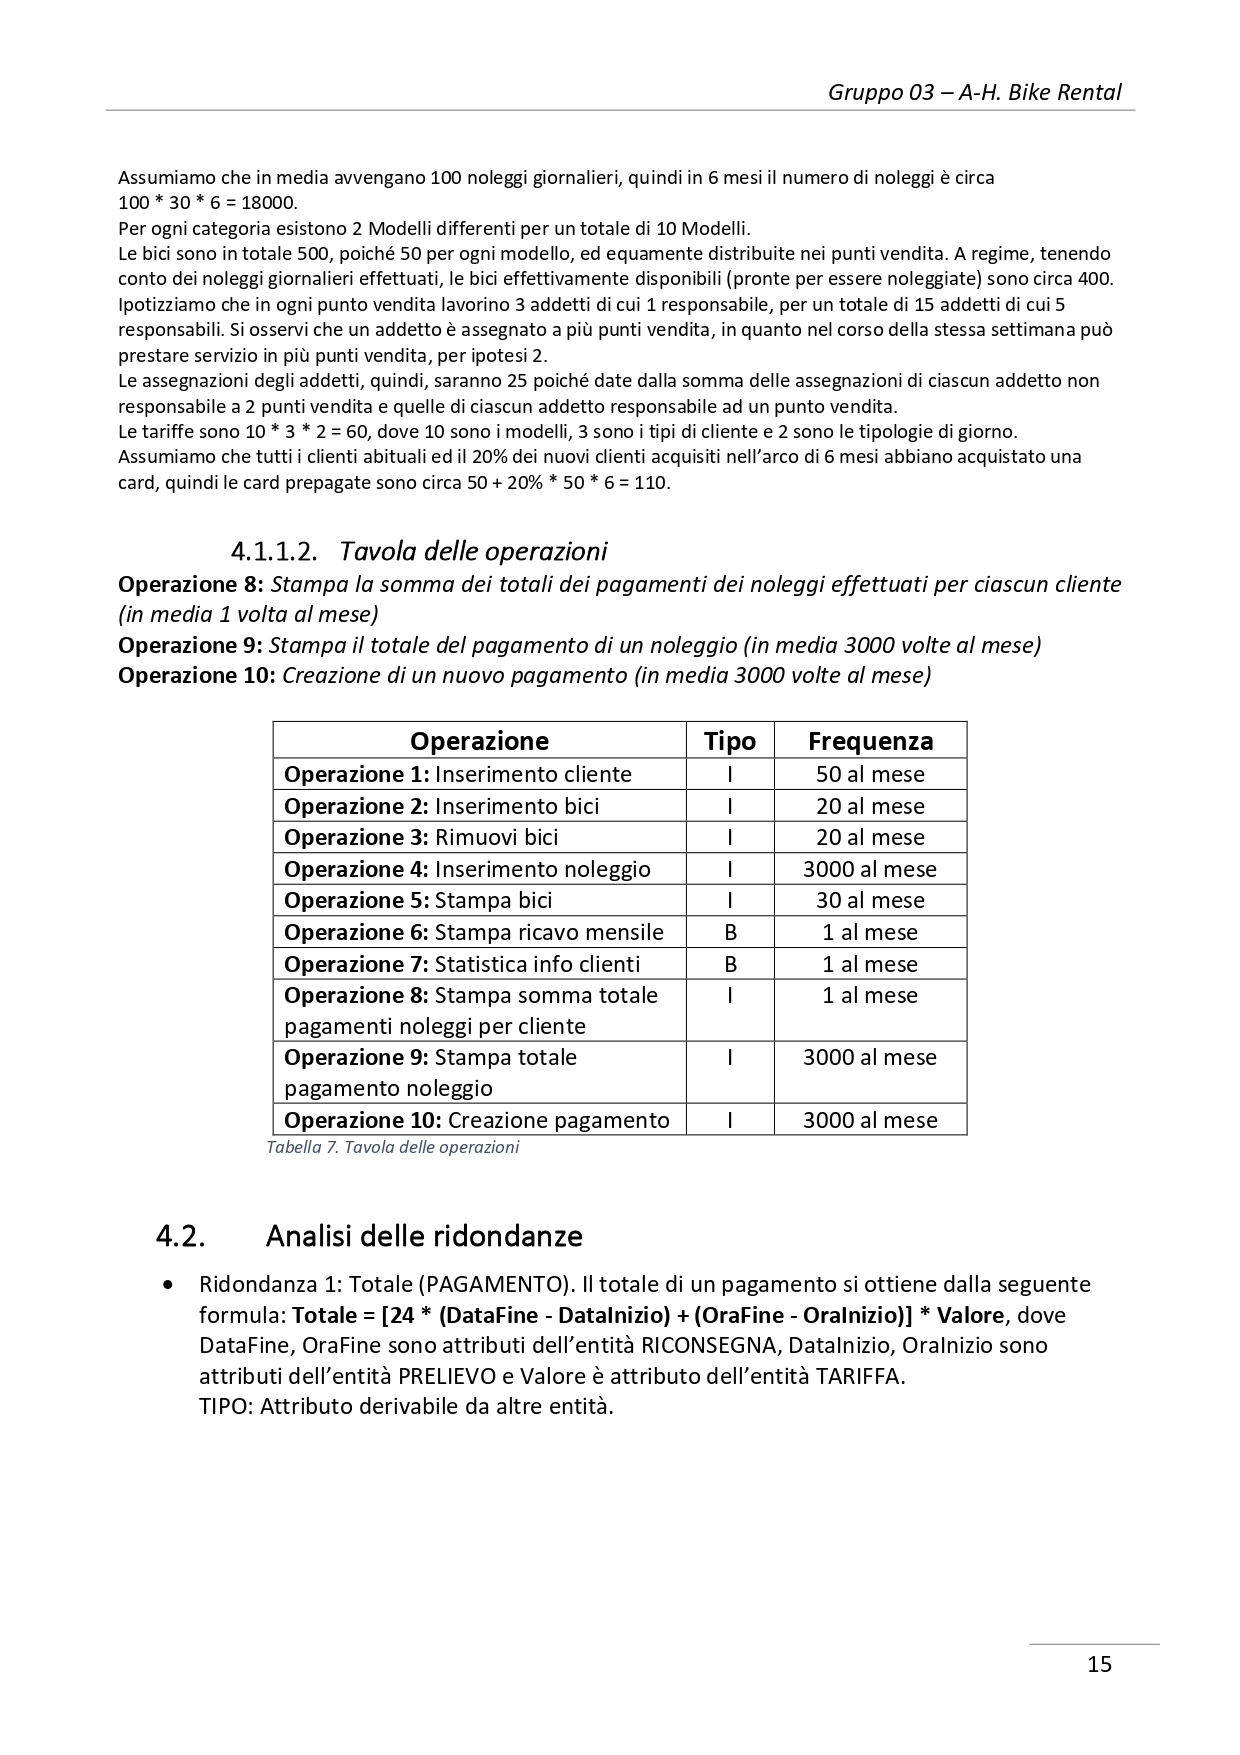 Gruppo 03 – A-H. Bike Rental
Assumiamo che in media avvengano 100 noleggi giornalieri, quindi in 6 mesi il numero di noleggi è circa
100 * 30 * 6 = 18000.
Per ogni categoria esistono 2 Modelli differenti per un totale di 10 Modelli.
Le bici sono in totale 500, poiché 50 per ogni modello, ed equamente distribuite nei punti vendita. A regime, tenendo
conto dei noleggi giornalieri effettuati, le bici effettivamente disponibili (pronte per essere noleggiate) sono circa 400.
Ipotizziamo che in ogni punto vendita lavorino 3 addetti di cui 1 responsabile, per un totale di 15 addetti di cui 5
responsabili. Si osservi che un addetto è assegnato a più punti vendita, in quanto nel corso della stessa settimana può
prestare servizio in più punti vendita, per ipotesi 2.
Le assegnazioni degli addetti, quindi, saranno 25 poiché date dalla somma delle assegnazioni di ciascun addetto non
responsabile a 2 punti vendita e quelle di ciascun addetto responsabile ad un punto vendita.
Le tariffe sono 10 * 3 * 2 = 60, dove 10 sono i modelli, 3 sono i tipi di cliente e 2 sono le tipologie di giorno.
Assumiamo che tutti i clienti abituali ed il 20% dei nuovi clienti acquisiti nell’arco di 6 mesi abbiano acquistato una
card, quindi le card prepagate sono circa 50 + 20% * 50 * 6 = 110.
4.1.1.2. Tavola delle operazioni
Operazione 8: Stampa la somma dei totali dei pagamenti dei noleggi effettuati per ciascun cliente
(in media 1 volta al mese)
Operazione 9: Stampa il totale del pagamento di un noleggio (in media 3000 volte al mese)
Operazione 10: Creazione di un nuovo pagamento (in media 3000 volte al mese)
Operazione Tipo Frequenza
Operazione 1: Inserimento cliente I 50 al mese
Operazione 2: Inserimento bici I 20 al mese
Operazione 3: Rimuovi bici I 20 al mese
Operazione 4: Inserimento noleggio I 3000 al mese
Operazione 5: Stampa bici I 30 al mese
Operazione 6: Stampa ricavo mensile B 1 al mese
Operazione 7: Statistica info clienti B 1 al mese
Operazione 8: Stampa somma totale I 1 al mese
pagamenti noleggi per cliente
Operazione 9: Stampa totale I 3000 al mese
pagamento noleggio
Operazione 10: Creazione pagamento I 3000 al mese
Tabella 7. Tavola delle operazioni
4.2. Analisi delle ridondanze
• Ridondanza 1: Totale (PAGAMENTO). Il totale di un pagamento si ottiene dalla seguente
formula: Totale = [24 * (DataFine - DataInizio) + (OraFine - OraInizio)] * Valore, dove
DataFine, OraFine sono attributi dell’entità RICONSEGNA, DataInizio, OraInizio sono
attributi dell’entità PRELIEVO e Valore è attributo dell’entità TARIFFA.
TIPO: Attributo derivabile da altre entità.
15